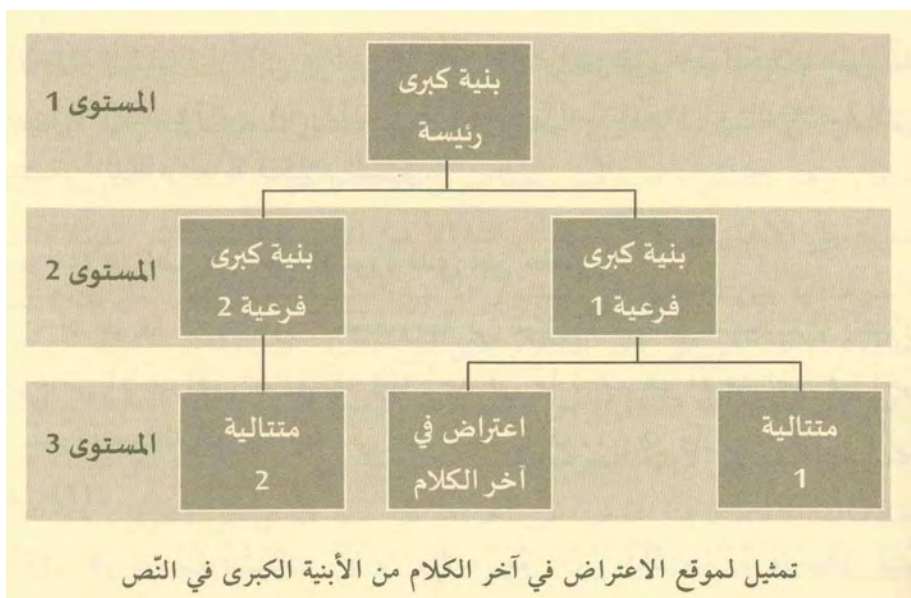 المستوى 1
بنية كبرى
رئيسة
المستوى 2
بنية كبرى
فرعية 1
بنية كبرى
فرعية 2
المستوى 3
متتالية
1
اعتراض في
آخر الكلام
متتالية
2
تمثيل لموقع الاعتراض في آخر الكلام من الأبنية الكبرى في النّص